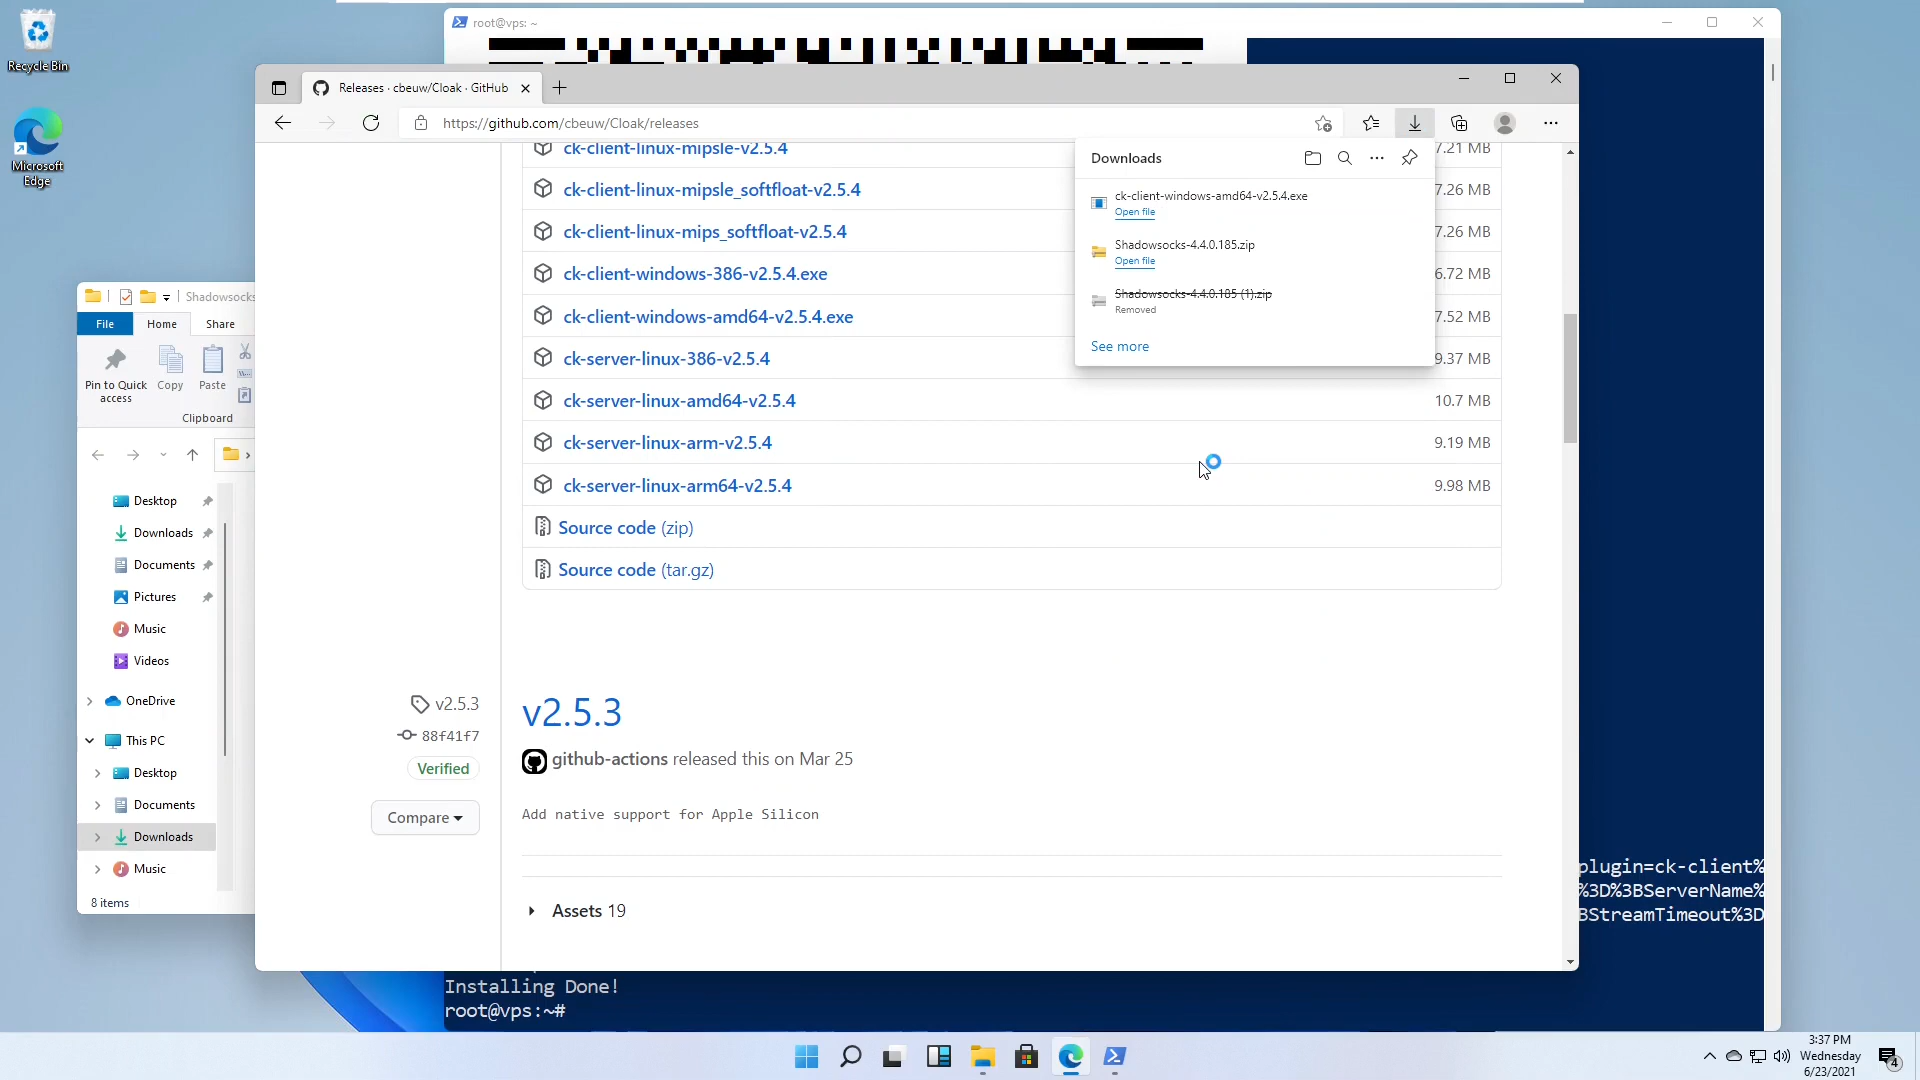 Recycle Bin
Microsoft
Edge
root@vps: ~
Releases · cbeuw/Cloak · GitHub
https://github.com/cbeuw/Cloak/releases
ck-client-linux-mipsle-v2.5.4
7.21 MB
ck-client-linux-mipsle_softfloat-v2.5.4
7.26 MB
ck-client-linux-mips_softfloat-v2.5.4
7.26 MB
ck-client-windows-386-v2.5.4.exe
6.72 MB
ck-client-windows-amd64-v2.5.4.exe
7.52 MB
ck-server-linux-386-v2.5.4
9.37 MB
ck-server-linux-amd64-v2.5.4
10.7 MB
ck-server-linux-arm-v2.5.4
9.19 MB
ck-server-linux-arm64-v2.5.4
9.98 MB
Source code (zip)
Source code (tar.gz)
Downloads
ck-client-windows-amd64-v2.5.4.exe
Open file
Shadowsocks-4.4.0.185.zip
Open file
Shadowsocks-4.4.0.185 (1).zip
Removed
See more
v2.5.3
88f41f7
Verified
Compare
v2.5.3
github-actions released this on Mar 25
Add native support for Apple Silicon
Assets 19
Shadowsocks
File
Home
Share
Pin to Quick
access
Copy
Paste
Clipboard
Desktop
Downloads
Documents
Pictures
Music
Videos
OneDrive
This PC
Desktop
Documents
Downloads
Music
8 items
plugin=ck-client%
%3D%3BServerName%
BStreamTimeout%3D
Installing Done!
root@vps:~#
3:37 PM
Wednesday
6/23/2021
4